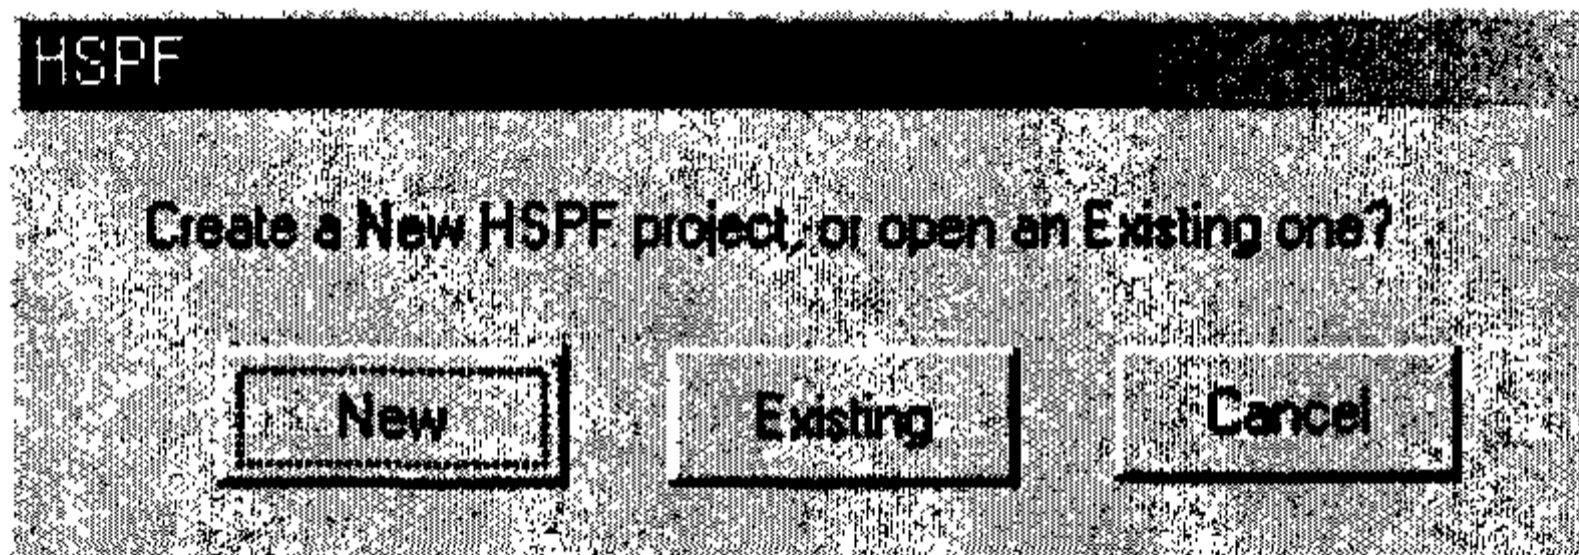 HSPF
Create a New HSPF project, or open an Existing one?
New Existing Cancel